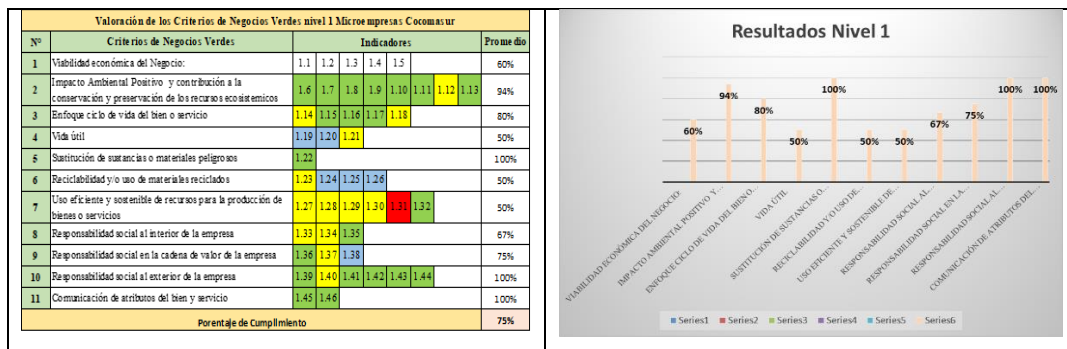 Valoración de los Criterios de Negocios Verdes nivel 1 Microempresas Cocomasur
Nº Criterios de Negocios Verdes Indicadores Promedio
1 Viabilidad económica del Negocio: 1.1 1.2 1.3 1.4 1.5 60%
2 Impacto Ambiental Positivo y contribución a la conservación y preservación de los recursos ecosistemicos 1.6 1.7 1.8 1.9 1.10 1.11 1.12 1.13 94%
3 Enfoque ciclo de vida del bien o servicio 1.14 1.15 1.16 1.17 1.18 80%
4 Vida útil 1.19 1.20 1.21 50%
5 Sustitución de sustancias o materiales peligrosos 1.22 100%
6 Reciclabilidad y/o uso de materiales reciclados 1.23 1.24 1.25 1.26 50%
7 Uso eficiente y sostenible de recursos para la producción de bienes o servicios 1.27 1.28 1.29 1.30 1.31 1.32 50%
8 Responsabilidad social al interior de la empresa 1.33 1.34 1.35 67%
9 Responsabilidad social en la cadena de valor de la empresa 1.36 1.37 1.38 75%
10 Responsabilidad social al exterior de la empresa 1.39 1.40 1.41 1.42 1.43 1.44 100%
11 Comunicación de atributos del bien y servicio 1.45 1.46 100%
Porentaje de Cumplimiento 75%
Resultados Nivel 1
60%
94%
80%
50%
100%
50%
50%
67%
75%
100%
100%
VIABILIDAD ECONÓMICA DEL NEGOCIO:
IMPACTO AMBIENTAL POSITIVO Y…
ENFOQUE CICLO DE VIDA DEL BIEN O…
VIDA ÚTIL
SUSTITUCIÓN DE SUSTANCIAS O…
RECICLABILIDAD Y/O USO DE…
USO EFICIENTE Y SOSTENIBLE DE…
RESPONSABILIDAD SOCIAL AL…
RESPONSABILIDAD SOCIAL EN LA…
RESPONSABILIDAD SOCIAL AL…
COMUNICACIÓN DE ATRIBUTOS DEL…
Series1 Series2 Series3 Series4 Series5 Series6